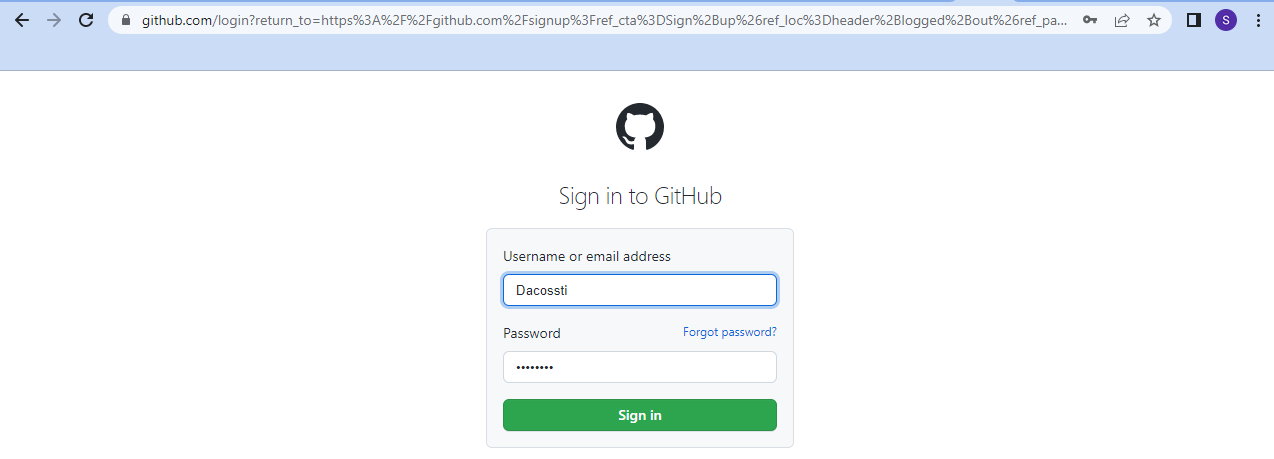 github.com/login?return_to=https%3A%2F%2Fgithub.com%2Fsignup%3Fref_cta%3DSign%2Bup%26ref_loc%3Dheader%2Blogged%2Bout%26ref_pa...
S
Sign in to GitHub
Username or email address
Dacossti
Password Forgot password?
••••••••
Sign in